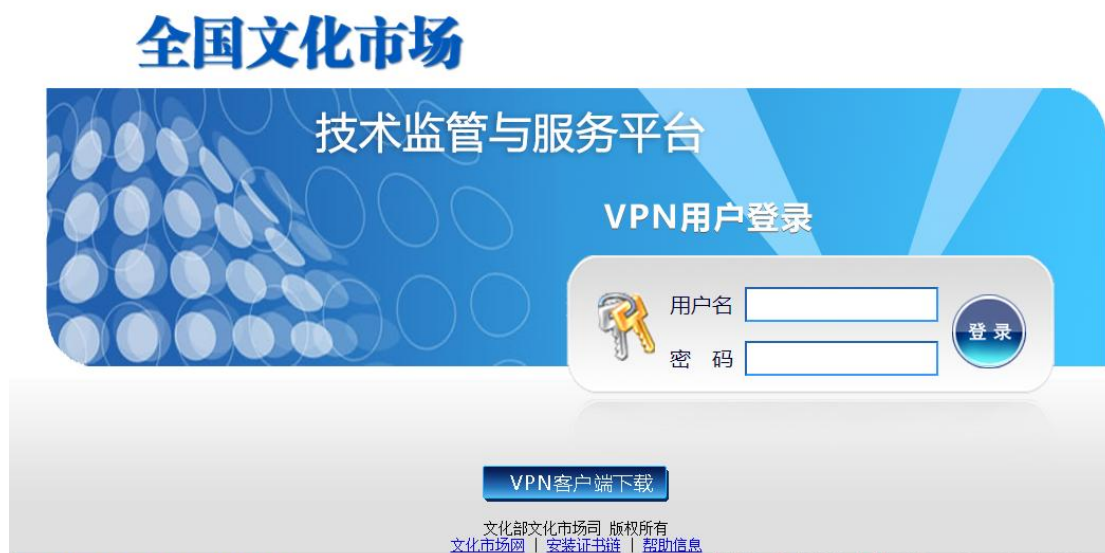 全国文化市场
技术监管与服务平台
VPN用户登录
用户名
登 录
密 码
VPN客户端下载
文化部文化市场司 版权所有
文化市场网 | 安装证书链 | 帮助信息